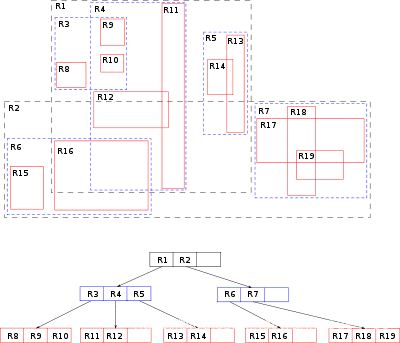 R1
R4
R11
R3
R9
R5
R13
R10
R8
R14
R12
R2
R7
R18
R17
R6
R16
R19
R15
R1 R2
R3 R4 R5
R6 R7
R8 R9 R10
R11 R12
R13 R14
R15 R16
R17 R18 R19